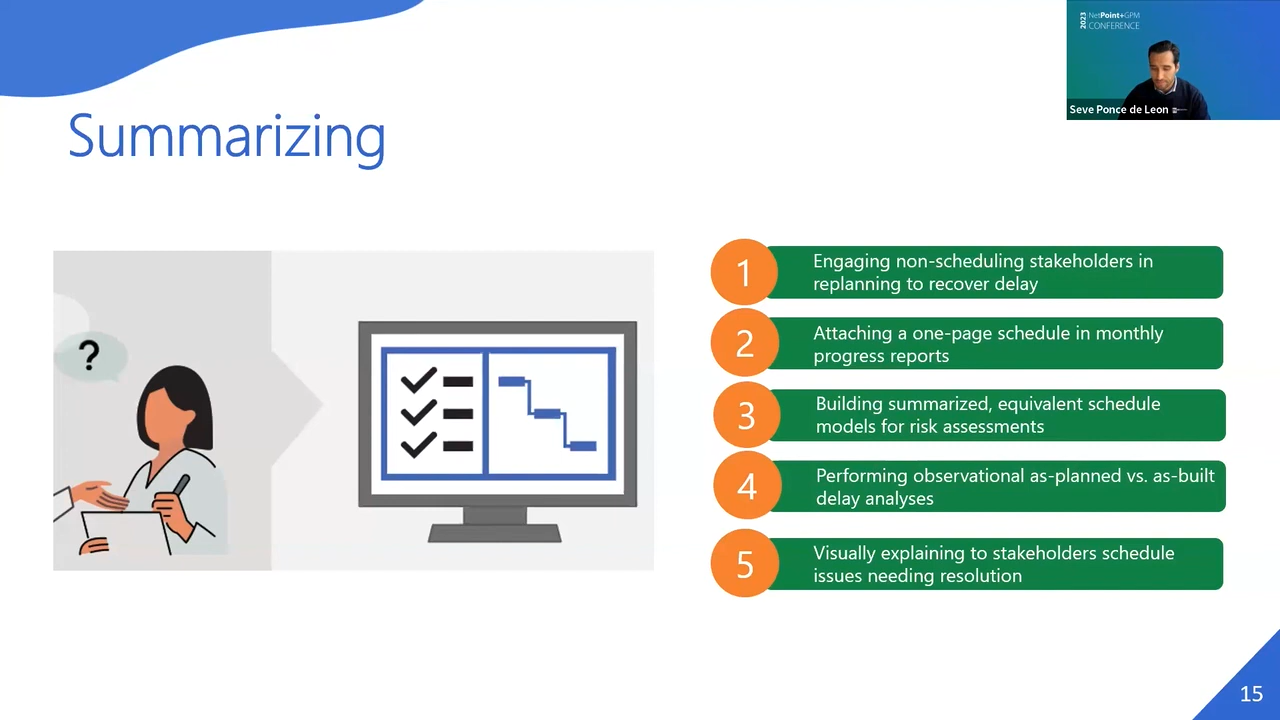 2023 NetPoint+GPM
CONFERENCE
Seve Ponce de Leon
Summarizing
?
1
Engaging non-scheduling stakeholders in
replanning to recover delay
2
Attaching a one-page schedule in monthly
progress reports
3
Building summarized, equivalent schedule
models for risk assessments
4
Performing observational as-planned vs. as-built
delay analyses
5
Visually explaining to stakeholders schedule
issues needing resolution
15